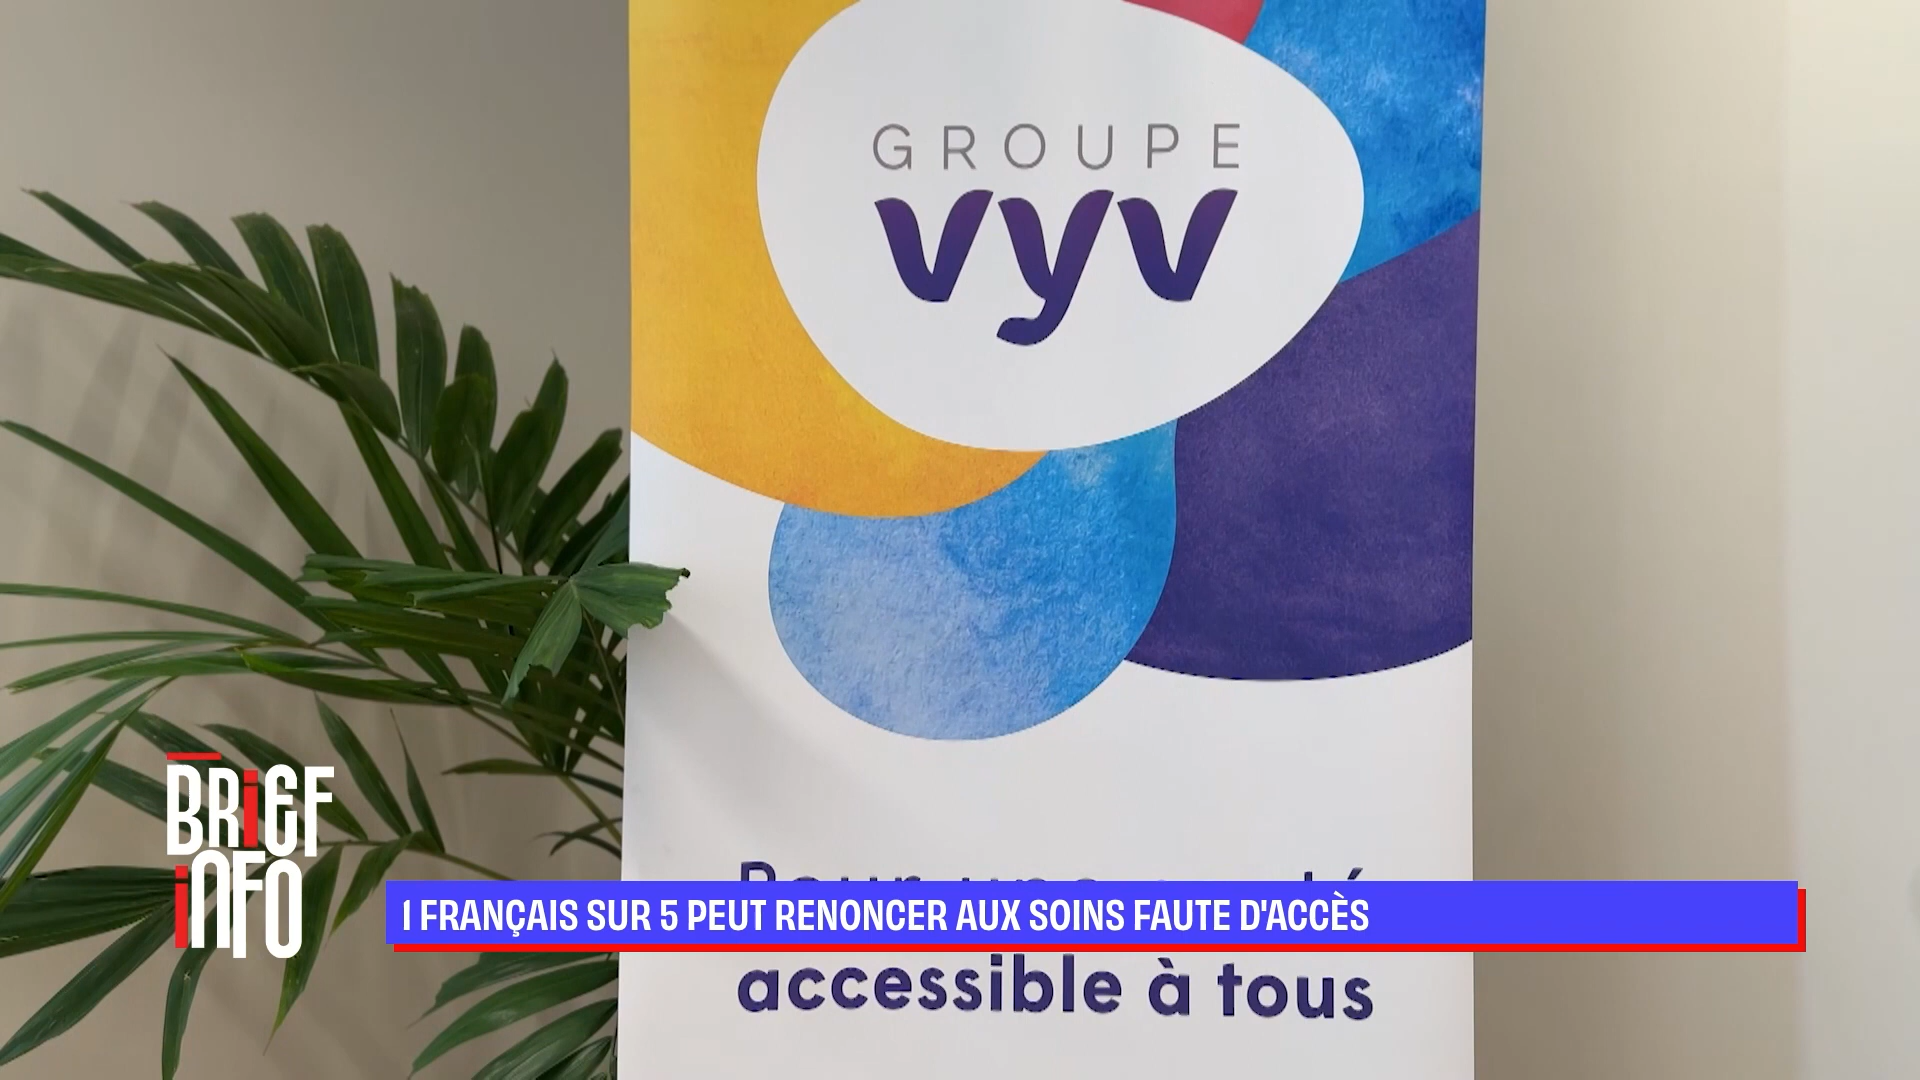 GROUPE
vyv
BRiEF
iNFO
1 FRANÇAIS SUR 5 PEUT RENONCER AUX SOINS FAUTE D'ACCÈS
accessible à tous